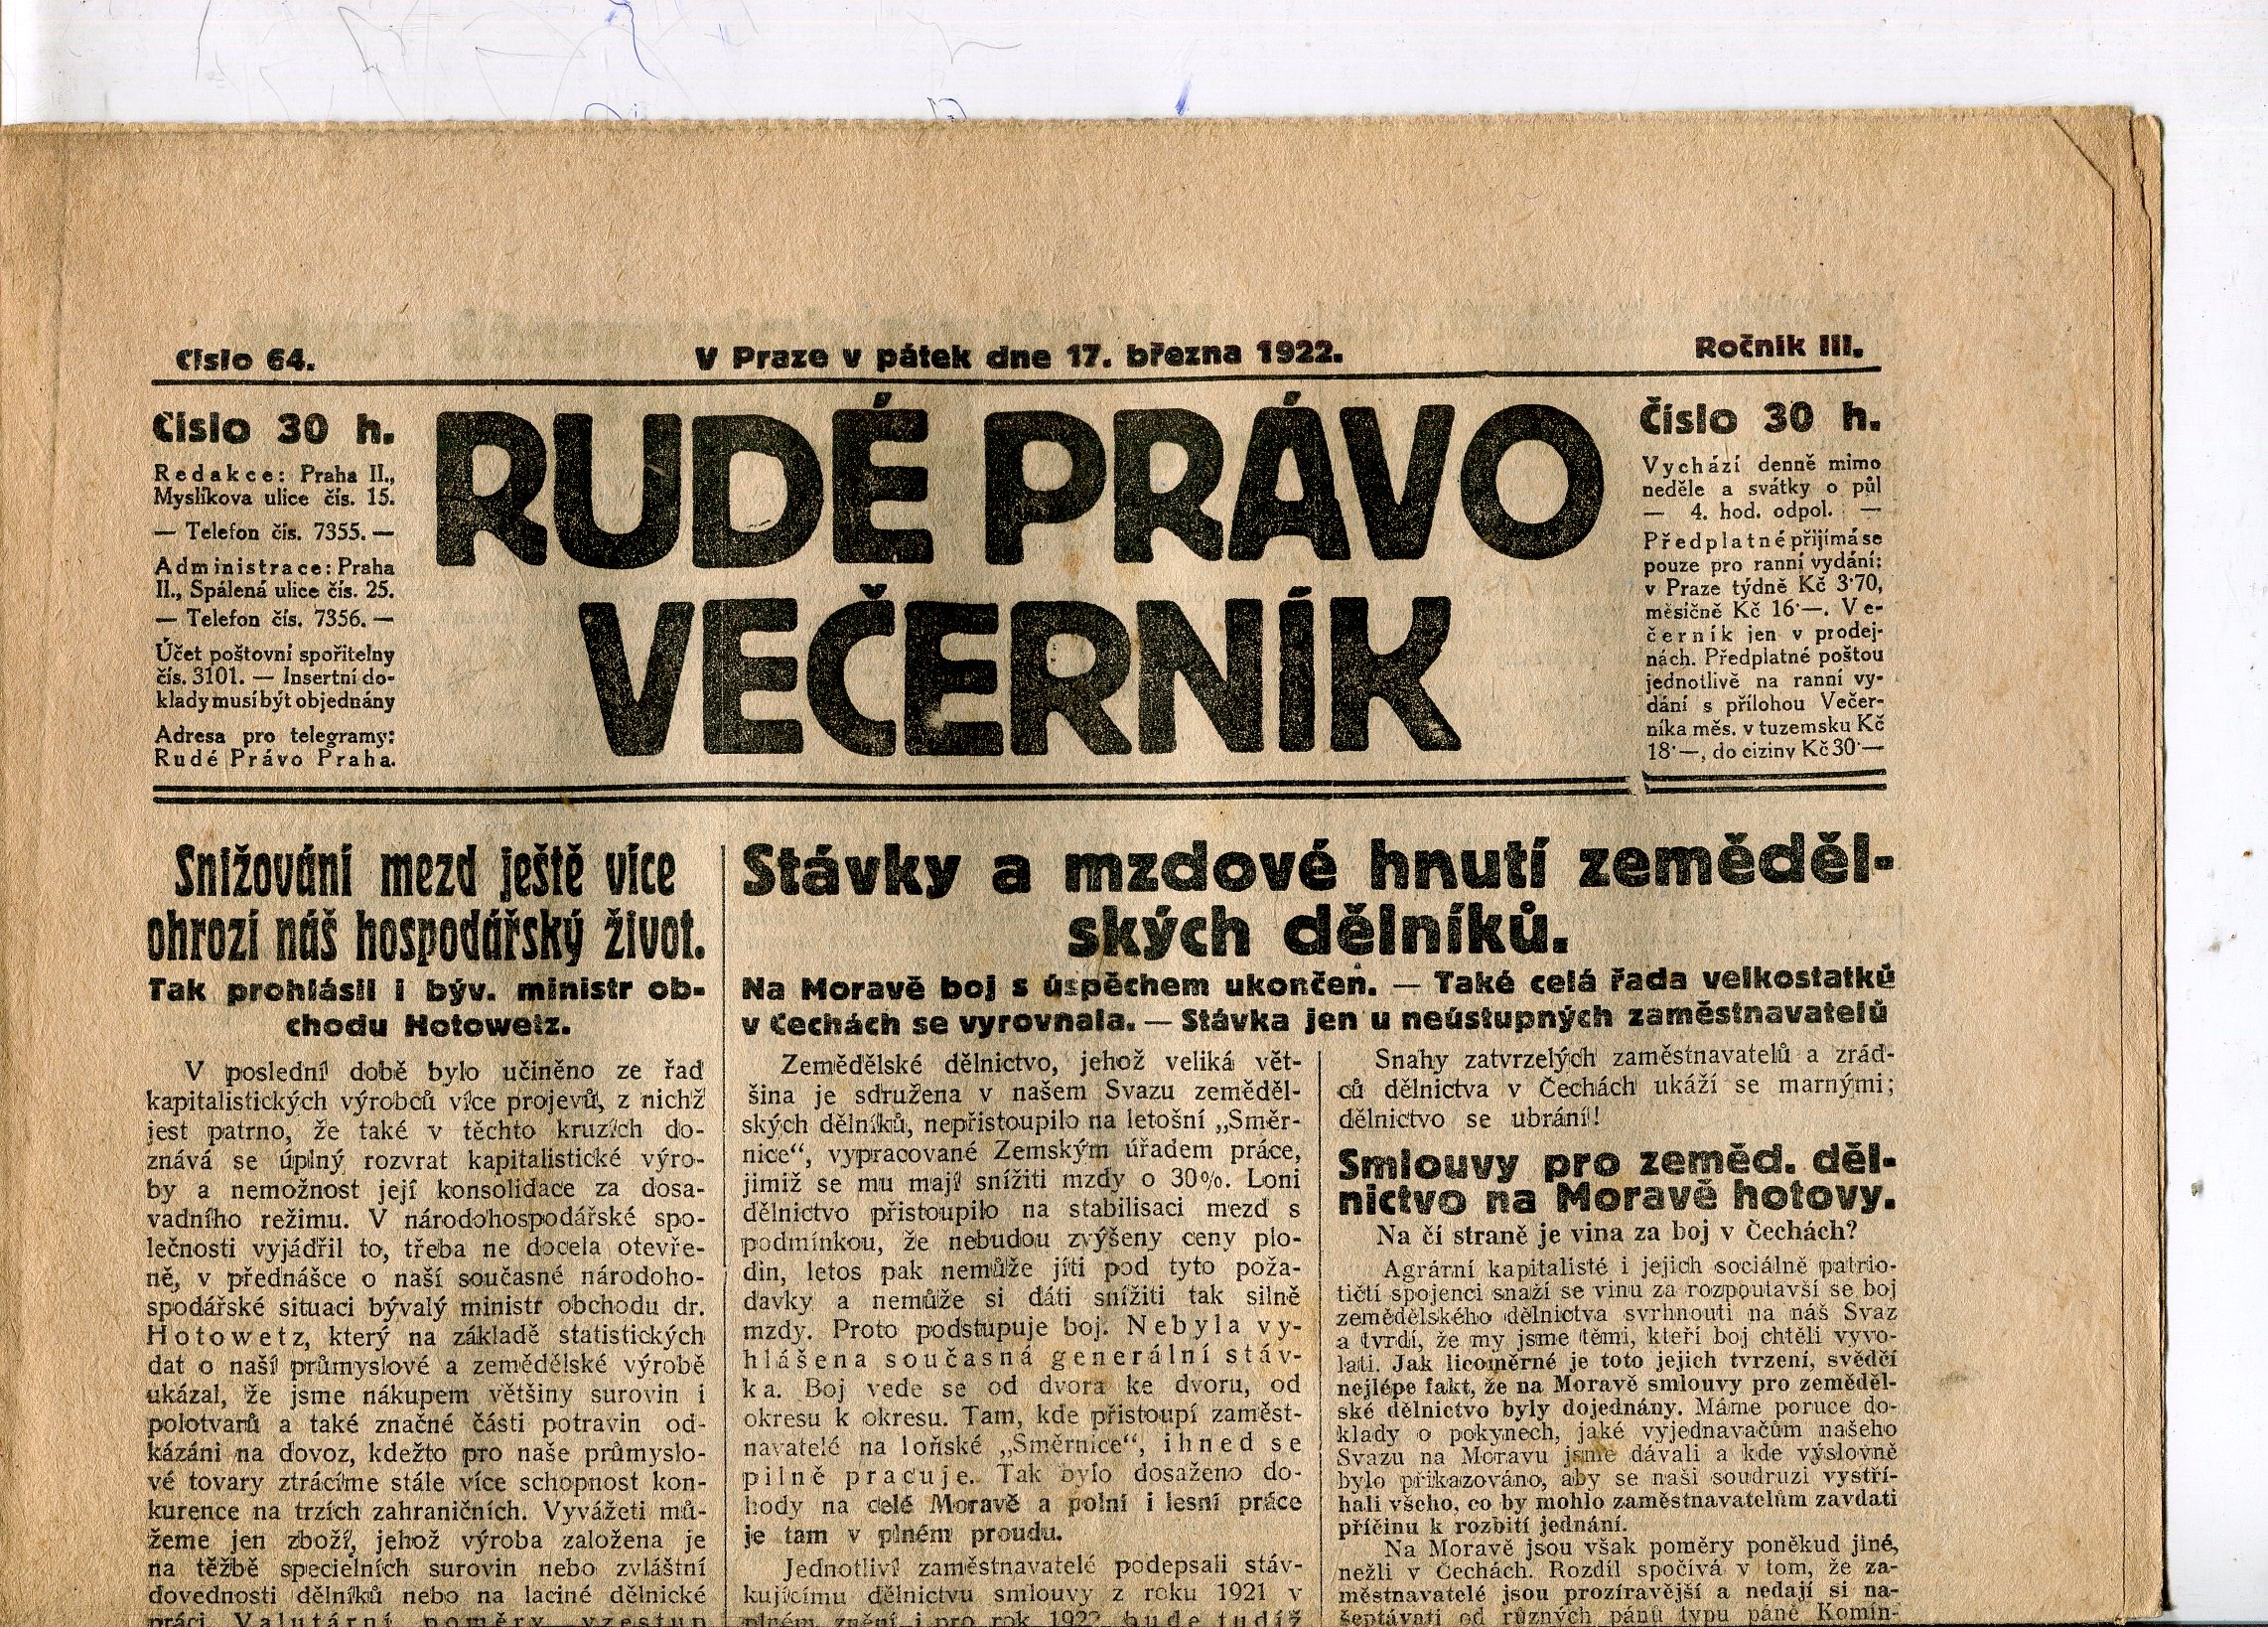 Číslo 64.
V Praze v pátek dne 17. března 1922.
Ročník III.
Číslo 30 h.
Redakce: Praha II.,
Myslíkova ulice čís. 15.
— Telefon čís. 7355. —
Administrace: Praha
II., Spálená ulice čís. 25.
— Telefon čís. 7356. —
Účet poštovní spořitelny
čís. 3101. — Insertní do-
klady musí být objednány
Adresa pro telegramy:
Rudé Právo Praha.
RUDÉ PRÁVO
VEČERNÍK
Číslo 30 h.
Vychází denně mimo
neděle a svátky o půl
— 4. hod. odpol. —
Předplatné přijímá se
pouze pro ranní vydání:
v Praze týdně Kč 3·70,
měsíčně Kč 16·—. Ve-
černík jen v prodej-
nách. Předplatné poštou
jednotlivě na ranní vy-
dání s přílohou Večer-
níka měs. v tuzemsku Kč
18·—, do ciziny Kč 30·—
Snižování mezd ještě více
ohrozí náš hospodářský život.
Tak prohlásil i býv. ministr ob-
chodu Hotowetz.
V poslední době bylo učiněno ze řad
kapitalistických výrobců více projevů, z nichž
jest patrno, že také v těchto kruzích do-
znává se úplný rozvrat kapitalistické výro-
by a nemožnost její konsolidace za dosa-
vadního režimu. V národohospodářské spo-
lečnosti vyjádřil to, třeba ne docela otevře-
ně, v přednášce o naší současné národoho-
spodářské situaci bývalý ministr obchodu dr.
Hotowetz, který na základě statistických
dat o naší průmyslové a zemědělské výrobě
ukázal, že jsme nákupem většiny surovin i
polotvarů a také značné části potravin od-
kázáni na dovoz, kdežto pro naše průmyslo-
vé tovary ztrácíme stále více schopnost kon-
kurence na trzích zahraničních. Vyvážeti mů-
žeme jen zboží, jehož výroba založena je
na těžbě specielních surovin nebo zvláštní
dovednosti dělníků nebo na laciné dělnické
práci. Valutární poměry, vzestup
Stávky a mzdové hnutí zeměděl-
ských dělníků.
Na Moravě boj s úspěchem ukončen. — Také celá řada velkostatků
v Čechách se vyrovnala. — Stávka jen u neústupných zaměstnavatelů
Zemědělské dělnictvo, jehož veliká vět-
šina je sdružena v našem Svazu zeměděl-
ských dělníků, nepřistoupilo na letošní „Směr-
nice“, vypracované Zemským úřadem práce,
jimiž se mu mají snížiti mzdy o 30%. Loni
dělnictvo přistoupilo na stabilisaci mezd s
podmínkou, že nebudou zvýšeny ceny plo-
din, letos pak nemůže jíti pod tyto poža-
davky a nemůže si dáti snížiti tak silně
mzdy. Proto podstupuje boj. Nebyla vy-
hlášena současná generální stáv-
ka. Boj vede se od dvora ke dvoru, od
okresu k okresu. Tam, kde přistoupí zaměst-
navatelé na loňské „Směrnice“, ihned se
pilně pracuje. Tak bylo dosaženo do-
hody na celé Moravě a polní i lesní práce
je tam v plném proudu.
Jednotliví zaměstnavatelé podepsali stáv-
kujícímu dělnictvu smlouvy z roku 1921 v
plném znění i pro rok 1922, bude tudíž
Snahy zatvrzelých zaměstnavatelů a zrád-
ců dělnictva v Čechách ukáží se marnými;
dělnictvo se ubrání!
Smlouvy pro zeměd. děl-
nictvo na Moravě hotovy.
Na čí straně je vina za boj v Čechách?
Agrární kapitalisté i jejich sociálně patrio-
tičtí spojenci snaží se vinu za rozpoutavší se boj
zemědělského dělnictva svrhnouti na náš Svaz
a tvrdí, že my jsme těmi, kteří boj chtěli vyvo-
lati. Jak licoměrné je toto jejich tvrzení, svědčí
nejlépe fakt, že na Moravě smlouvy pro zeměděl-
ské dělnictvo byly dojednány. Máme po ruce do-
klady o pokynech, jaké vyjednavačům našeho
Svazu na Moravu jsme dávali a kde výslovně
bylo přikazováno, aby se naši soudruzi vystří-
hali všeho, co by mohlo zaměstnavatelům zavdati
příčinu k rozbití jednání.
Na Moravě jsou však poměry poněkud jiné,
nežli v Čechách. Rozdíl spočívá v tom, že za-
městnavatelé jsou prozíravější a nedají si na-
šeptávati od různých pánů typu páně Komín-